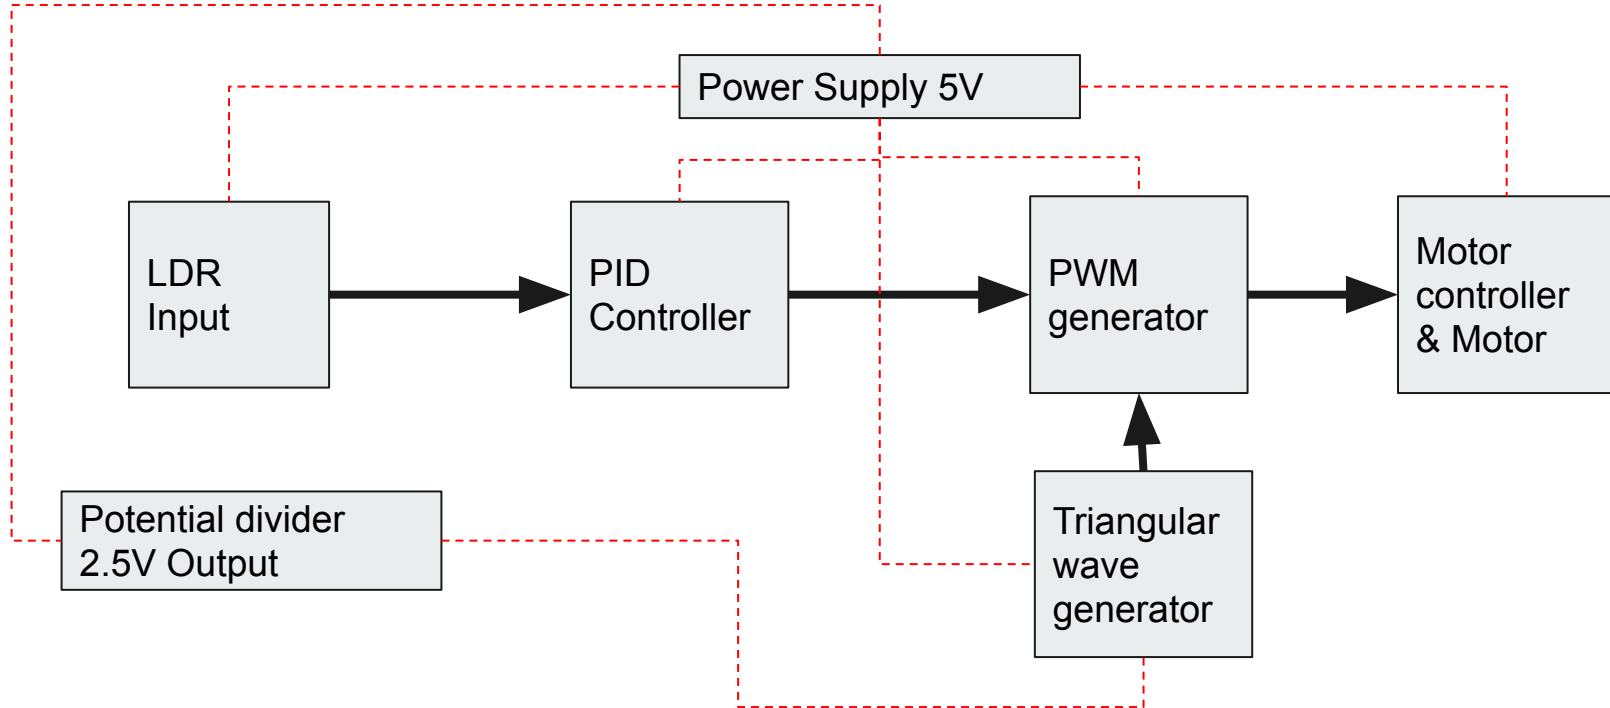 Power Supply 5V
LDR
Input
PID
Controller
PWM
generator
Motor
controller
& Motor
Potential divider
2.5V Output
Triangular
wave
generator